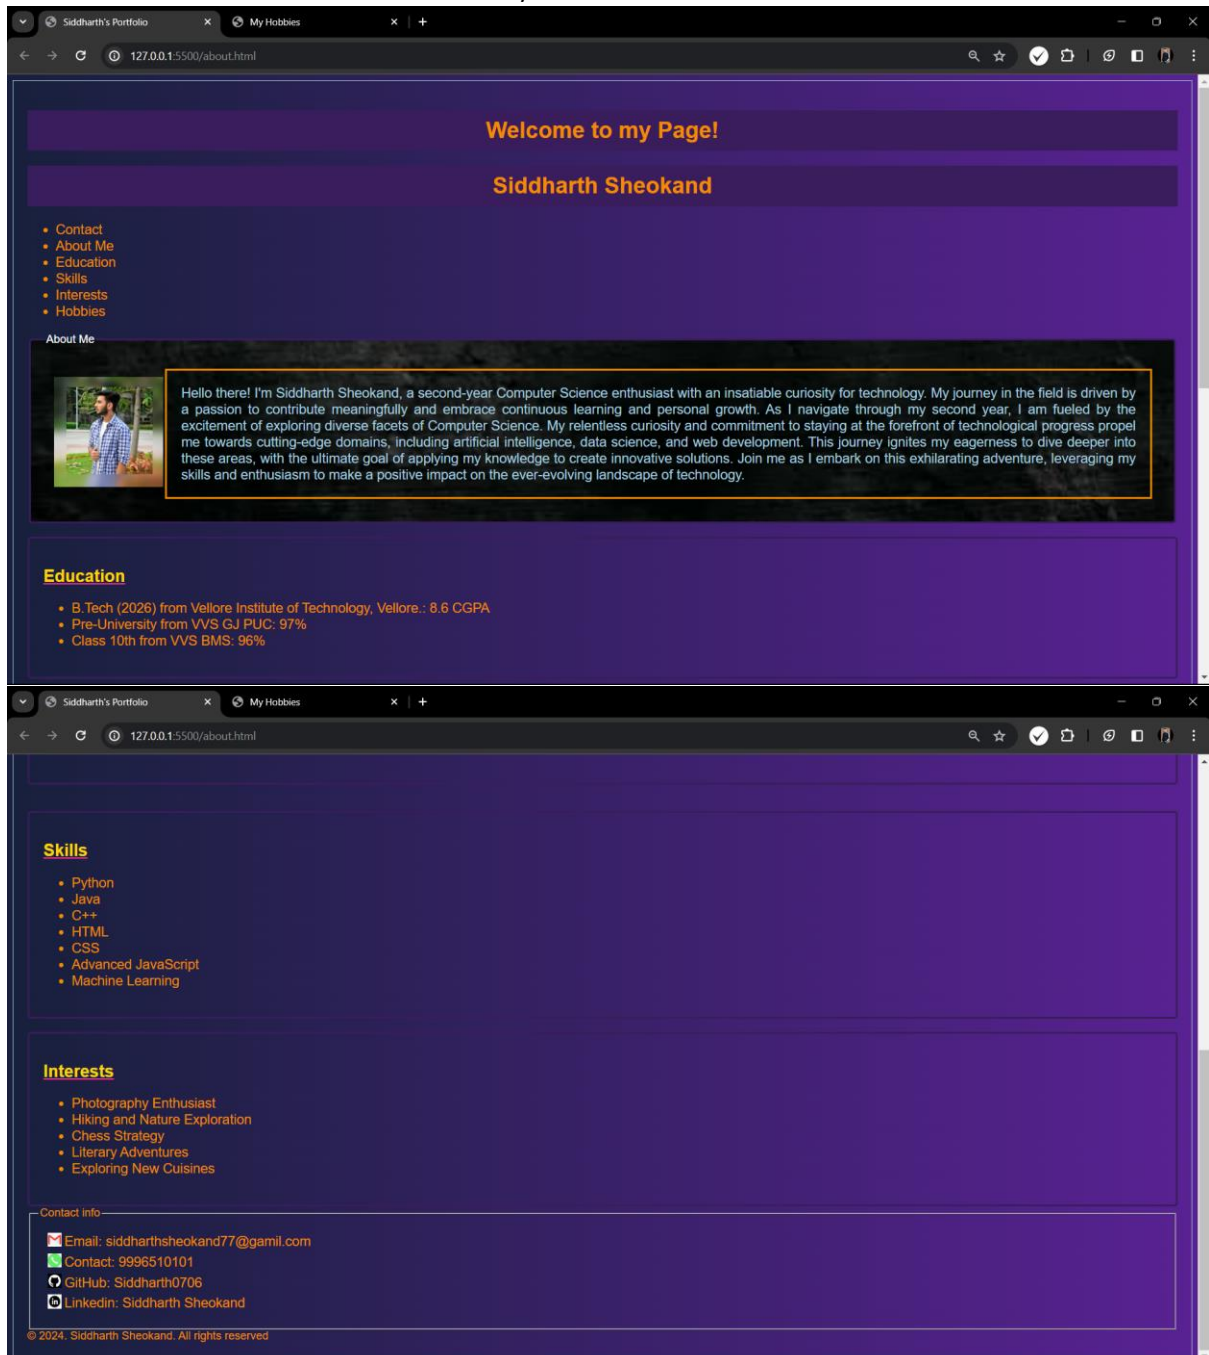 Siddharth's Portfolio
My Hobbies
127.0.0.1:5500/about.html
Welcome to my Page!
Siddharth Sheokand
Contact
About Me
Education
Skills
Interests
Hobbies
About Me
Hello there! I'm Siddharth Sheokand, a second-year Computer Science enthusiast with an insatiable curiosity for technology. My journey in the field is driven by
a passion to contribute meaningfully and embrace continuous learning and personal growth. As I navigate through my second year, I am fueled by the
excitement of exploring diverse facets of Computer Science. My relentless curiosity and commitment to staying at the forefront of technological progress propel
me towards cutting-edge domains, including artificial intelligence, data science, and web development. This journey ignites my eagerness to dive deeper into
these areas, with the ultimate goal of applying my knowledge to create innovative solutions. Join me as I embark on this exhilarating adventure, leveraging my
skills and enthusiasm to make a positive impact on the ever-evolving landscape of technology.
Education
B.Tech (2026) from Vellore Institute of Technology, Vellore.: 8.6 CGPA
Pre-University from VVS GJ PUC: 97%
Class 10th from VVS BMS: 96%
Siddharth's Portfolio
My Hobbies
127.0.0.1:5500/about.html
Skills
Python
Java
C++
HTML
CSS
Advanced JavaScript
Machine Learning
Interests
Photography Enthusiast
Hiking and Nature Exploration
Chess Strategy
Literary Adventures
Exploring New Cuisines
Contact info
Email: siddharthsheokand77@gamil.com
Contact: 9996510101
GitHub: Siddharth0706
Linkedin: Siddharth Sheokand
© 2024. Siddharth Sheokand. All rights reserved